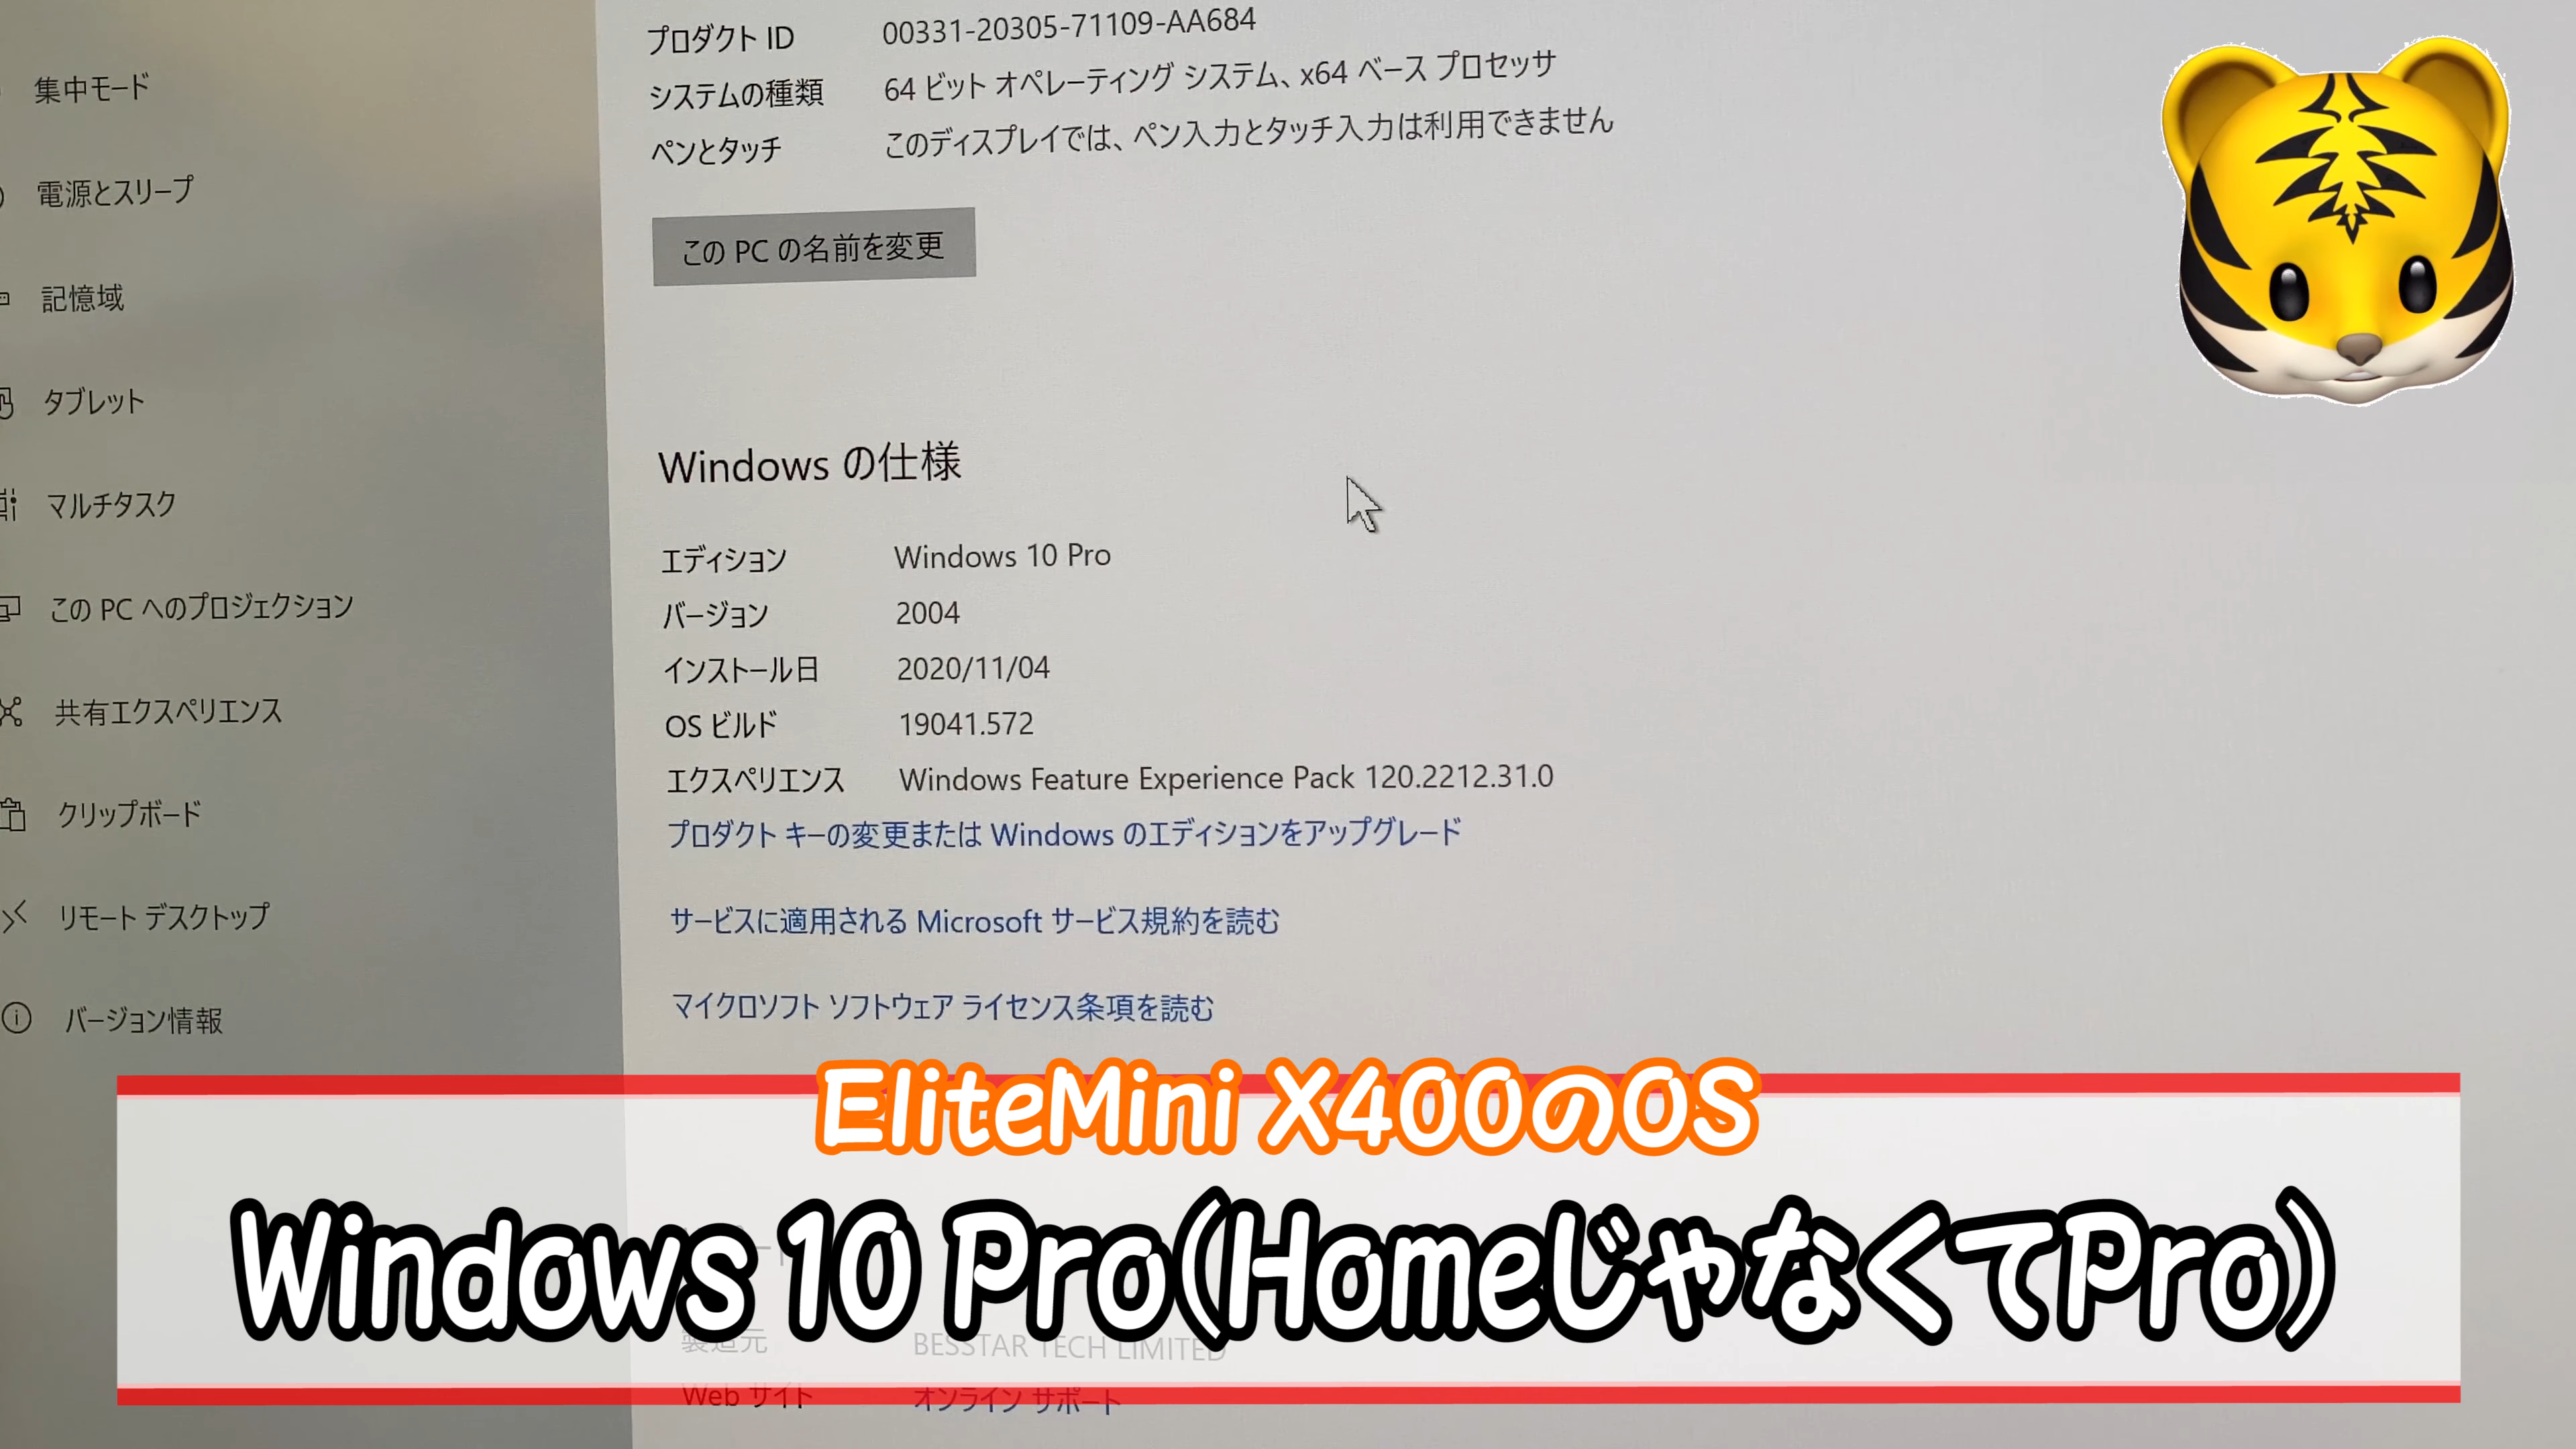 集中モード
電源とスリープ
記憶域
タブレット
マルチタスク
この PC へのプロジェクション
共有エクスペリエンス
クリップボード
リモート デスクトップ
バージョン情報
プロダクト ID 00331-20305-71109-AA684
システムの種類 64 ビット オペレーティング システム、x64 ベース プロセッサ
ペンとタッチ このディスプレイでは、ペン入力とタッチ入力は利用できません
この PC の名前を変更
Windows の仕様
エディション Windows 10 Pro
バージョン 2004
インストール日 2020/11/04
OS ビルド 19041.572
エクスペリエンス Windows Feature Experience Pack 120.2212.31.0
プロダクト キーの変更または Windows のエディションをアップグレード
サービスに適用される Microsoft サービス規約を読む
マイクロソフト ソフトウェア ライセンス条項を読む
EliteMini X400のOS
Windows 10 Pro(HomeじゃなくてPro)
製造元 BESSTAR TECH LIMITED
Web サイト オンライン サポート